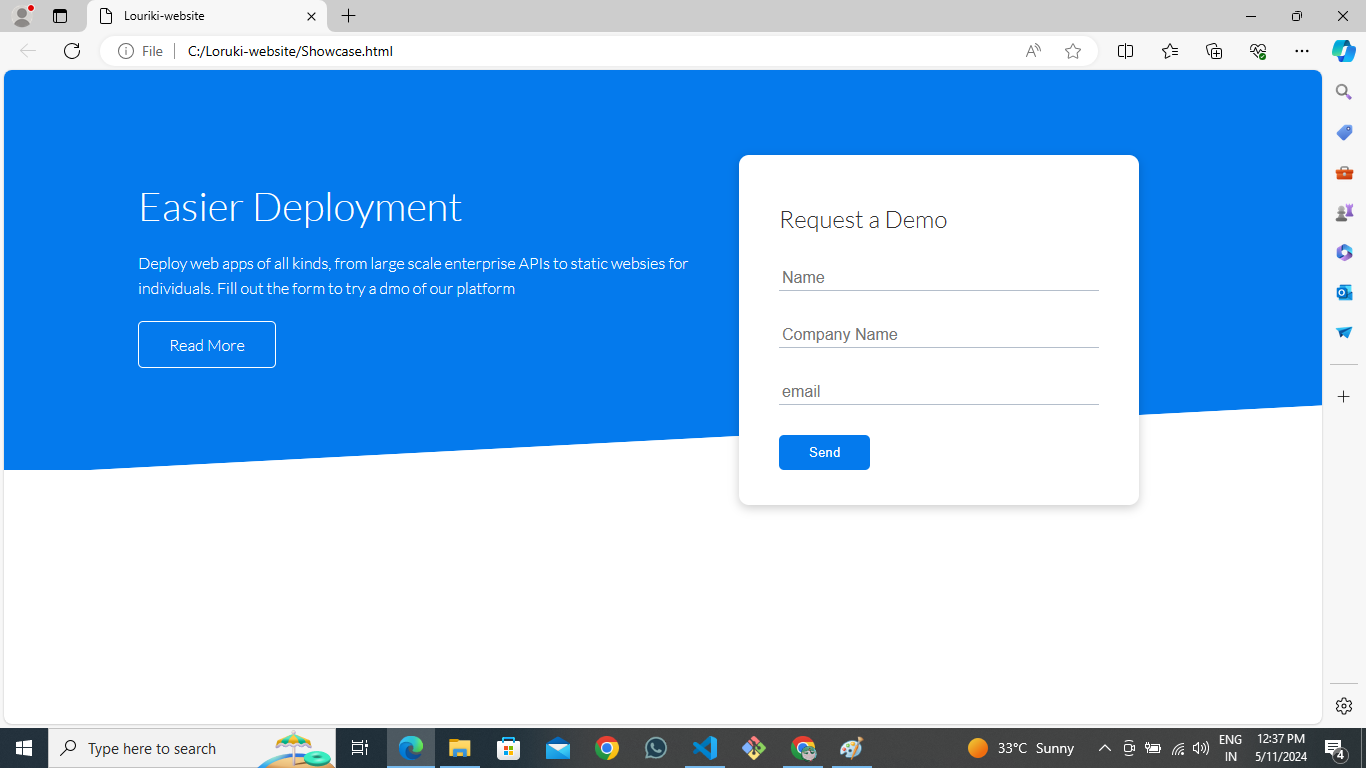 Louriki-website
File
C:/Loruki-website/Showcase.html
Easier Deployment
Deploy web apps of all kinds, from large scale enterprise APIs to static websies for
individuals. Fill out the form to try a dmo of our platform
Read More
Request a Demo
Name
Company Name
email
Send
Type here to search
33°C Sunny
ENG
IN
12:37 PM
5/11/2024
4